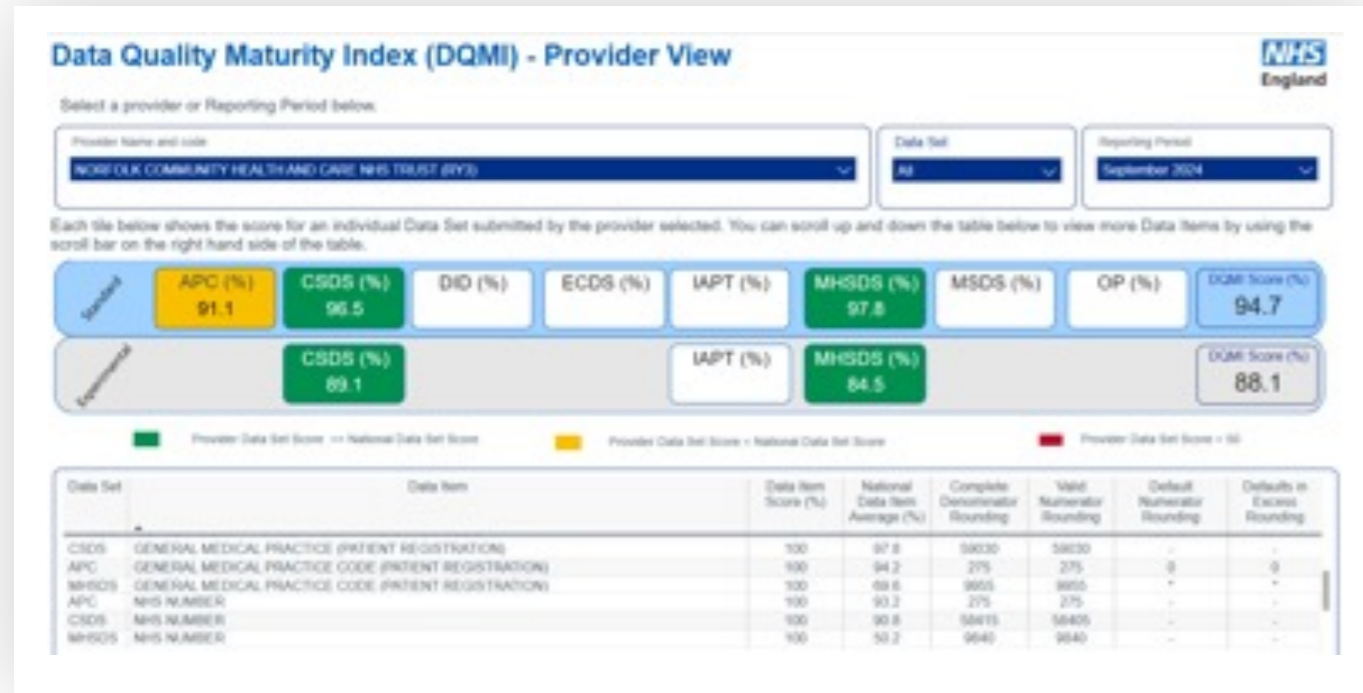 Data Quality Maturity Index (DQMI) - Provider View
NHS
England
Select a provider or Reporting Period below.
Provider Name and code
NORFOLK COMMUNITY HEALTH AND CARE NHS TRUST (RY3)
Data Set
All
Reporting Period
September 2024
Each tile below shows the score for an individual Data Set submitted by the provider selected. You can scroll up and down the table below to view more Data Items by using the
scroll bar on the right hand side of the table.
Standard
APC (%) CSDS (%) DID (%) ECDS (%) IAPT (%) MHSDS (%) MSDS (%) OP (%) DQMI Score (%)
91.1 96.5 97.8 94.7
Experimental
CSDS (%) IAPT (%) MHSDS (%) DQMI Score (%)
89.1 84.5 88.1
Provider Data Set Score National Data Set Score
Provider Data Set Score National Data Set Score
Provider Data Set Score
Data Set Data Item Data Item National Complete Valid Default Defaults in
Score (%) Data Item Denominator Numerator Numerator Excess
Average (%) Rounding Rounding Rounding Rounding
CSDS GENERAL MEDICAL PRACTICE (PATIENT REGISTRATION) 100 97.8 59030 59030 - -
APC GENERAL MEDICAL PRACTICE CODE (PATIENT REGISTRATION) 100 94.2 275 275 0 0
MHSDS GENERAL MEDICAL PRACTICE CODE (PATIENT REGISTRATION) 100 69.6 9855 9855 * *
APC NHS NUMBER 100 93.2 275 275 - -
CSDS NHS NUMBER 100 90.8 58415 58405 - -
MHSDS NHS NUMBER 100 50.2 9840 9840 - -